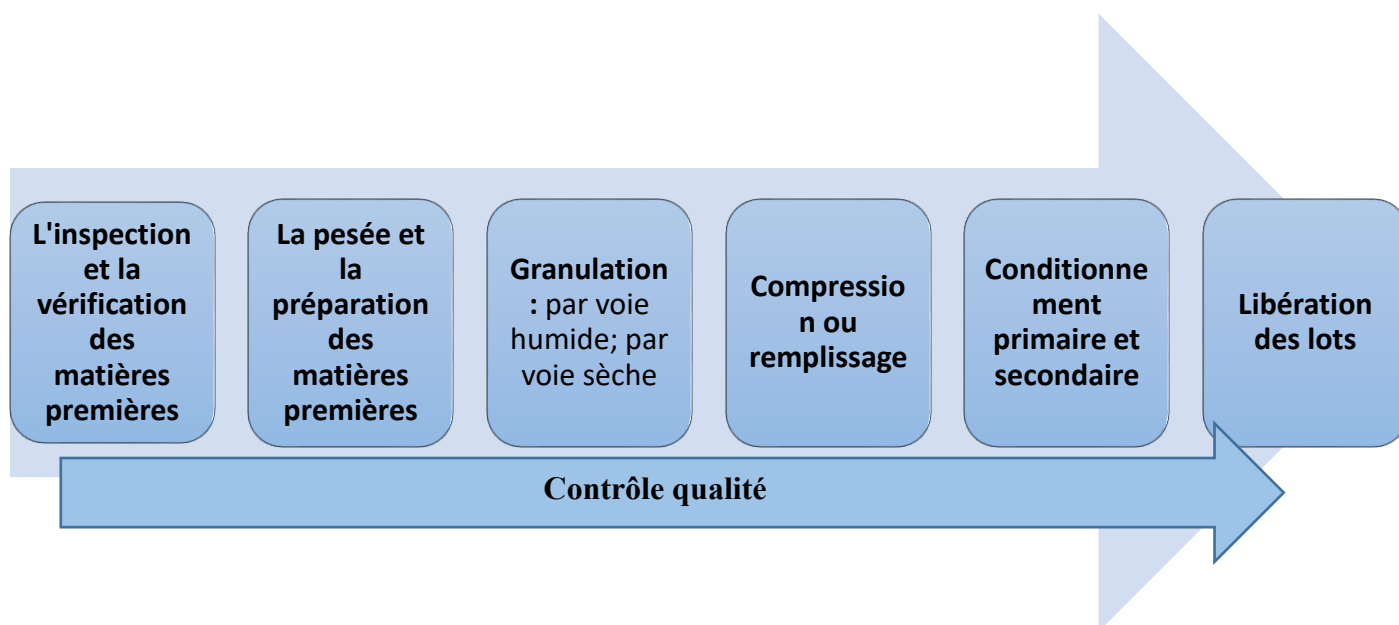 L'inspection
et la
vérification
des
matières
premières
La pesée et
la
préparation
des
matières
premières
Granulation
: par voie
humide; par
voie sèche
Compressio
n ou
remplissage
Conditionne
ment
primaire et
secondaire
Libération
des lots
Contrôle qualité